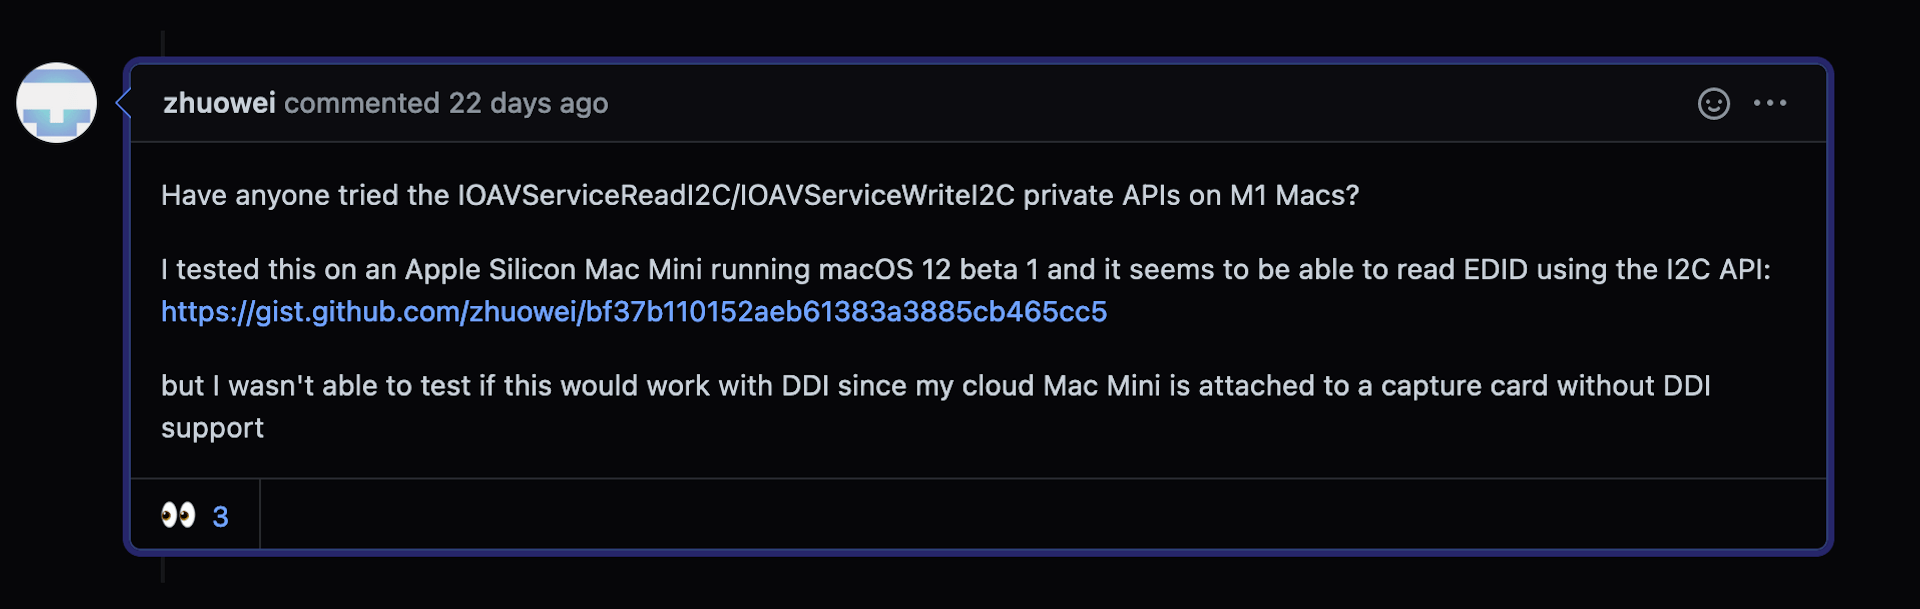 zhuowei commented 22 days ago
Have anyone tried the IOAVServiceReadI2C/IOAVServiceWriteI2C private APIs on M1 Macs?
I tested this on an Apple Silicon Mac Mini running macOS 12 beta 1 and it seems to be able to read EDID using the I2C API:
https://gist.github.com/zhuowei/bf37b110152aeb61383a3885cb465cc5
but I wasn't able to test if this would work with DDI since my cloud Mac Mini is attached to a capture card without DDI
support
👀 3